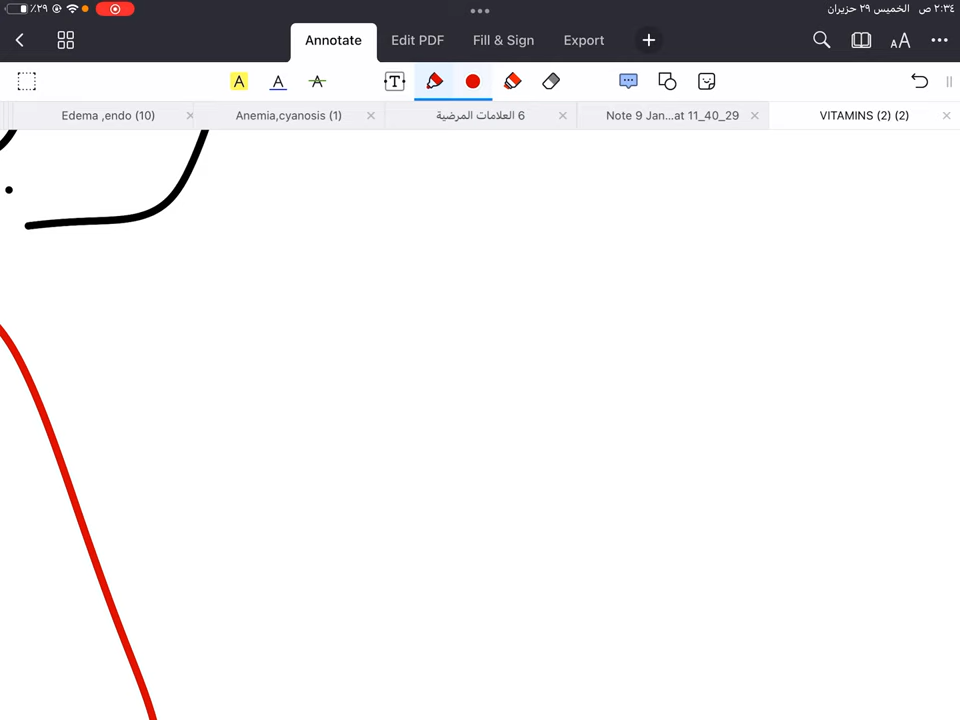 ٪٢٩ ٢:٣٤ ص الخميس ٢٩ حزيران
Annotate Edit PDF Fill & Sign Export
A A A T AA
Edema ,endo (10) Anemia,cyanosis (1) 6 العلامات المرضية Note 9 Jan...at 11_40_29 VITAMINS (2) (2)